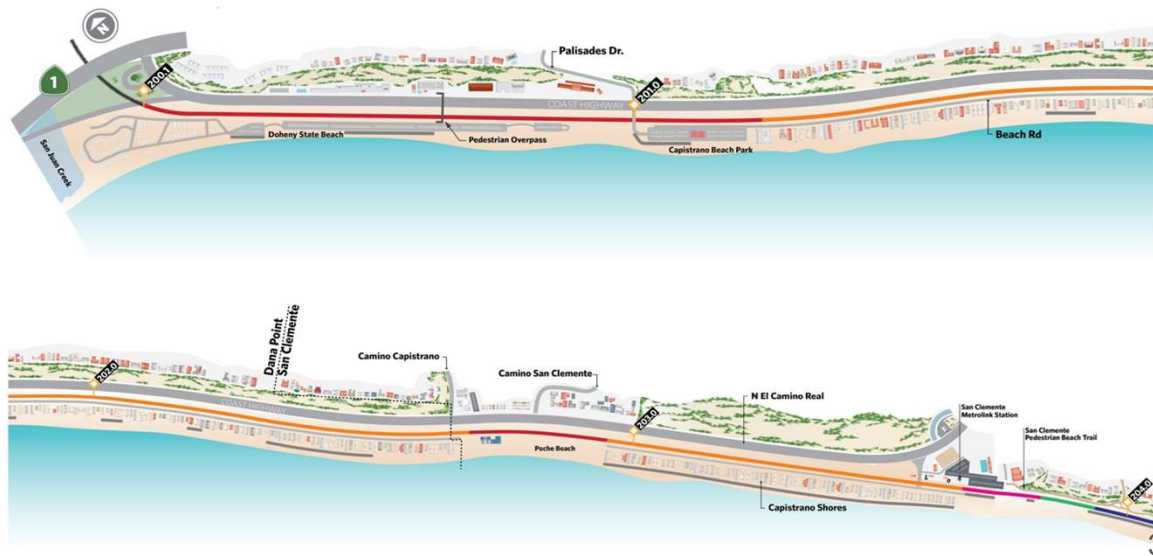 N
1
200.1
Palisades Dr.
201.0
COAST HIGHWAY
Doheny State Beach
Pedestrian Overpass
Capistrano Beach Park
Beach Rd
San Juan Creek
Dana Point
San Clemente
202.0
Camino Capistrano
Camino San Clemente
COAST HIGHWAY
203.0
N El Camino Real
San Clemente
Metrolink Station
San Clemente
Pedestrian Beach Trail
Poche Beach
Capistrano Shores
204.0